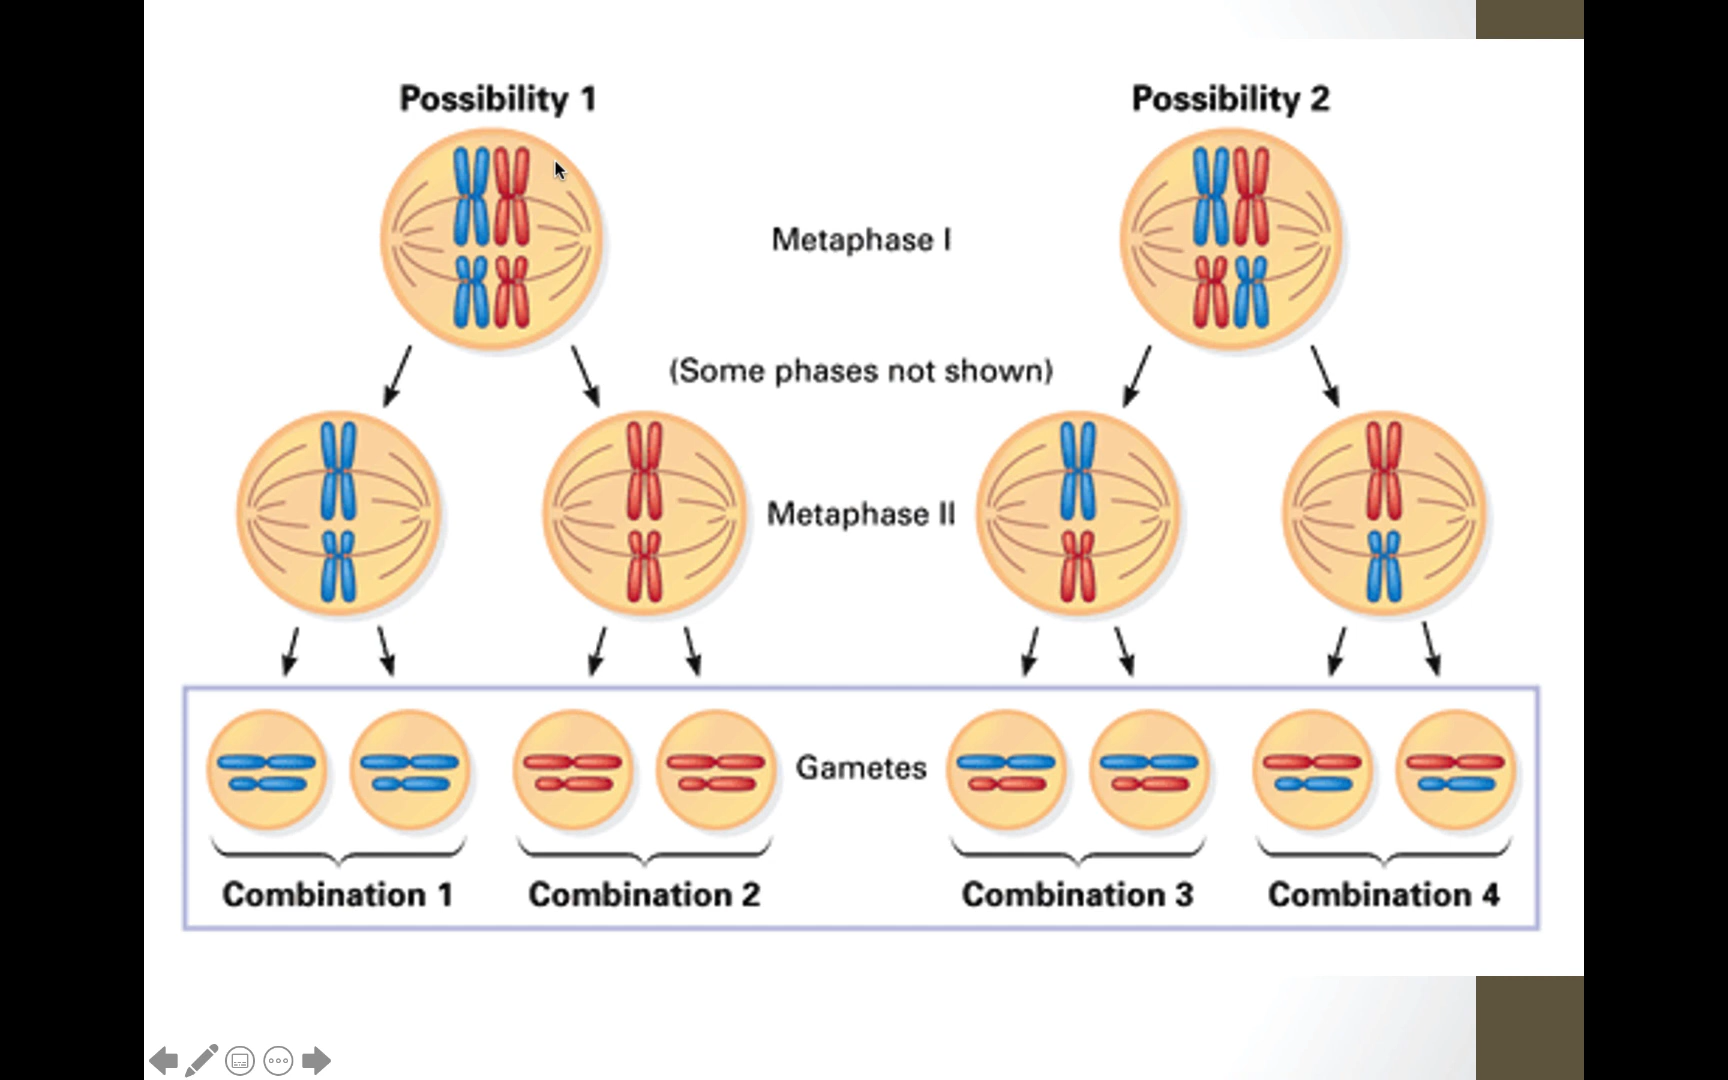 Possibility 1
Possibility 2
Metaphase I
(Some phases not shown)
Metaphase II
Gametes
Combination 1
Combination 2
Combination 3
Combination 4